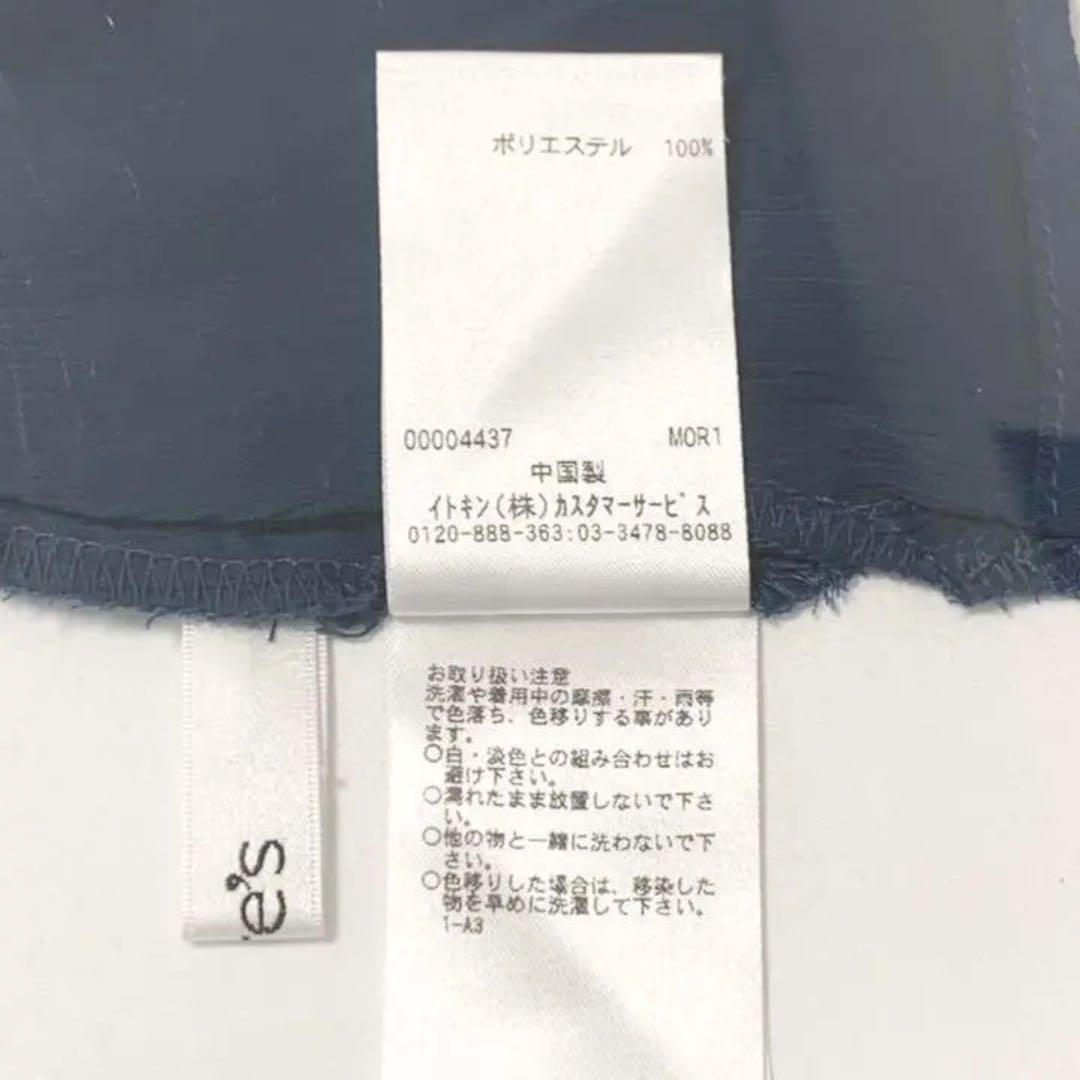 ポリエステル 100%
00004437 MOR1
中国製
イトキン(株)カスタマーサービス
0120-888-363:03-3478-8088
お取り扱い注意
洗濯や着用中の摩擦・汗・雨等
で色落ち、色移りする事があり
ます。
○白・淡色との組み合わせはお
避け下さい。
○濡れたまま放置しないで下さ
い。
○他の物と一緒に洗わないで下
さい。
○色移りした場合は、移染した
物を早めに洗濯して下さい。
1-A3
e's